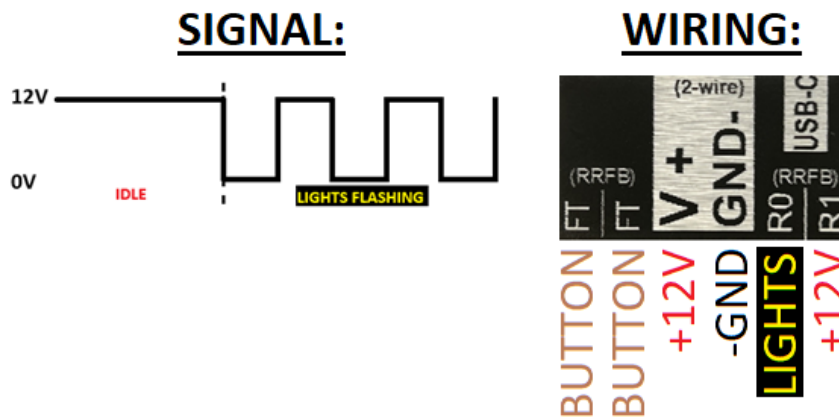 SIGNAL:
WIRING:
12V
0V
IDLE
LIGHTS FLASHING
(2-wire)
USB-C
(RRFB)
(RRFB)
FT
FT
V +
GND-
R0
R1
BUTTON
BUTTON
+12V
-GND
LIGHTS
+12V